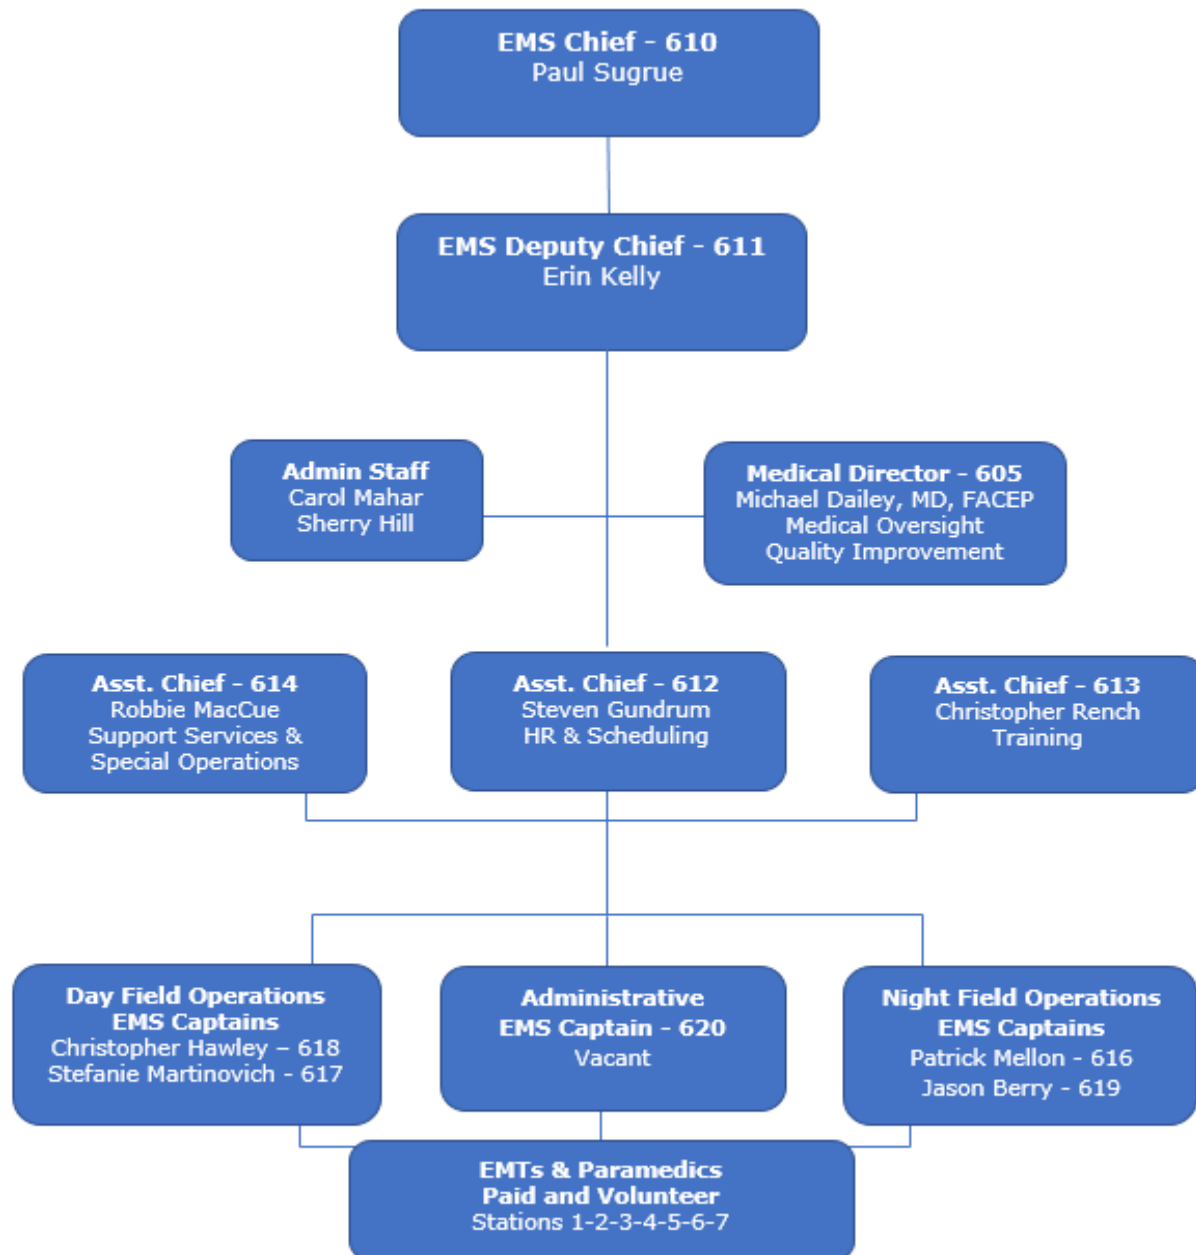 EMS Chief - 610
Paul Sugrue
EMS Deputy Chief - 611
Erin Kelly
Admin Staff
Carol Mahar
Sherry Hill
Medical Director - 605
Michael Dailey, MD, FACEP
Medical Oversight
Quality Improvement
Asst. Chief - 614
Robbie MacCue
Support Services &
Special Operations
Asst. Chief - 612
Steven Gundrum
HR & Scheduling
Asst. Chief - 613
Christopher Rench
Training
Day Field Operations
EMS Captains
Christopher Hawley – 618
Stefanie Martinovich - 617
Administrative
EMS Captain - 620
Vacant
Night Field Operations
EMS Captains
Patrick Mellon - 616
Jason Berry - 619
EMTs & Paramedics
Paid and Volunteer
Stations 1-2-3-4-5-6-7